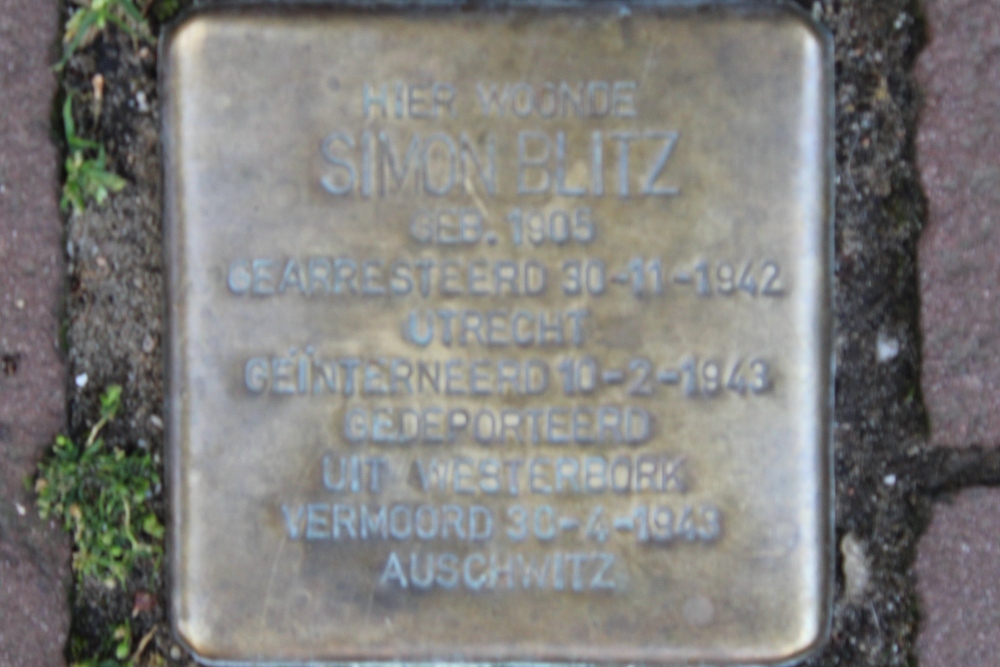 HIER WOONDE
SIMON BLITZ
GEB. 1905
GEARRESTEERD 30-11-1942
UTRECHT
GEÏNTERNEERD 10-2-1943
GEDEPORTEERD
UIT WESTERBORK
VERMOORD 30-4-1943
AUSCHWITZ